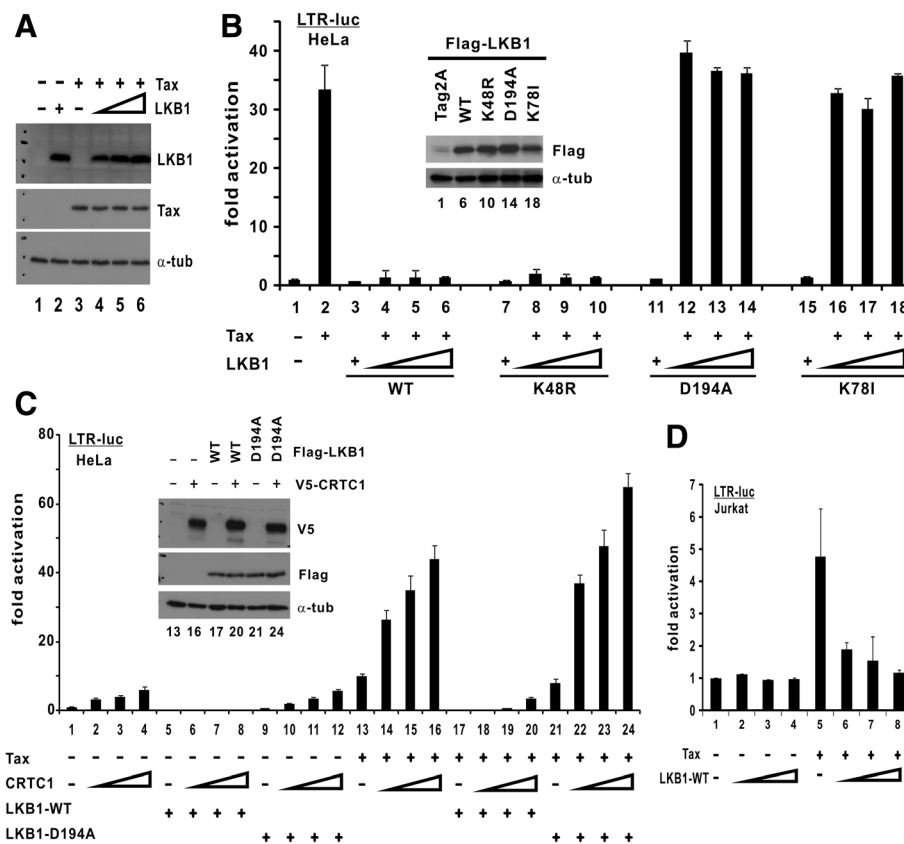 A
– – + + + + Tax
– + – LKB1
LKB1
Tax
α-tub
1 2 3 4 5 6
B
LTR-luc
HeLa
fold activation
40
30
20
10
0
Flag-LKB1
Tag2A WT K48R D194A K78I
Flag
α-tub
1 6 10 14 18
1 2 3 4 5 6 7 8 9 10 11 12 13 14 15 16 17 18
Tax – + + + + + + + + + + + + +
LKB1 – + + + +
WT K48R D194A K78I
C
LTR-luc
HeLa
fold activation
80
60
40
20
0
– – WT WT D194A D194A Flag-LKB1
– + – + – + V5-CRTC1
V5
Flag
α-tub
13 16 17 20 21 24
1 2 3 4 5 6 7 8 9 10 11 12 13 14 15 16 17 18 19 20 21 22 23 24
Tax – – – – – – – – – – – – + + + + + + + + + + + +
CRTC1 – – – – – –
LKB1-WT + + + + + + + +
LKB1-D194A + + + + + + + +
D
LTR-luc
Jurkat
fold activation
7
6
5
4
3
2
1
0
1 2 3 4 5 6 7 8
Tax – – – – + + + +
LKB1-WT – –